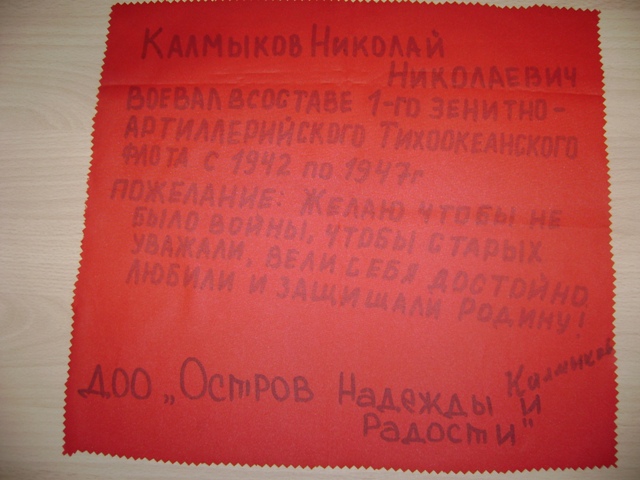 Калмыков Николай
Николаевич
воевал в составе 1-го зенитно-
артиллерийского Тихоокеанского
флота с 1942 по 1947г
Пожелание: Желаю чтобы не
было войны, чтобы старых
уважали, вели себя достойно
любили и защищали Родину!
Калмыков
ДОО „Остров Надежды и
Радости"